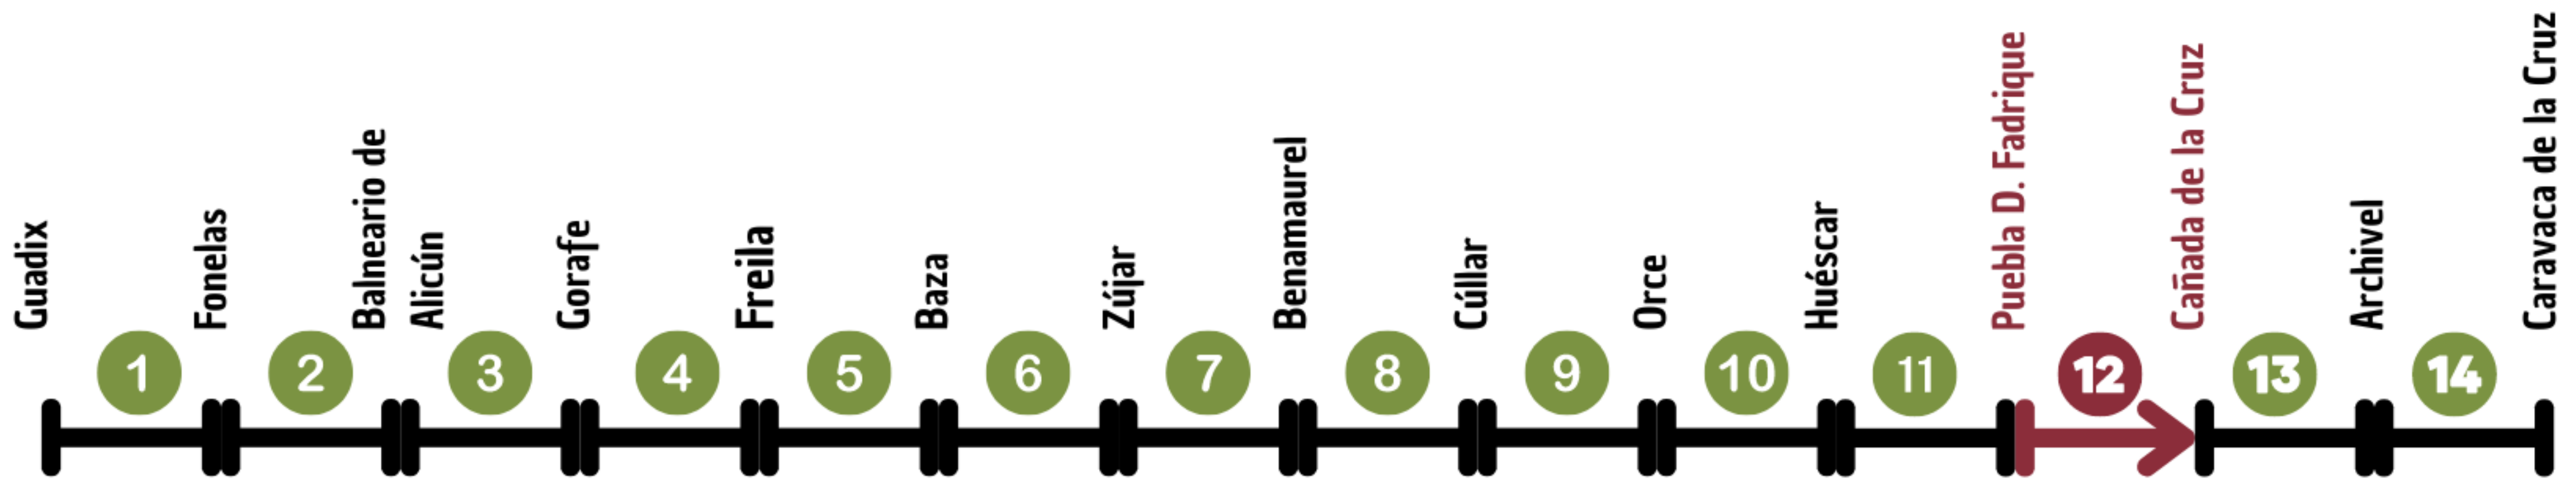 Guadix
Fonelas
Balneario de
Alicún
Gorafe
Freila
Baza
Zújar
Benamaurel
Cúllar
Orce
Huéscar
Puebla D. Fadrique
Cañada de la Cruz
Archivel
Caravaca de la Cruz
1
2
3
4
5
6
7
8
9
10
11
12
13
14